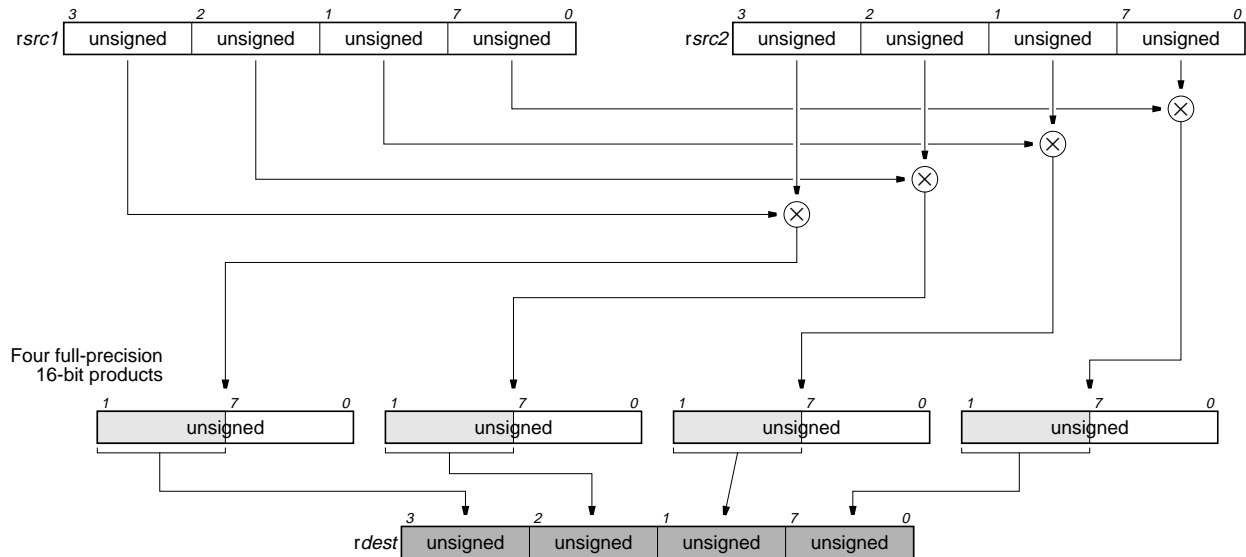 3 2 1 7 0
rsrc1 unsigned unsigned unsigned unsigned
3 2 1 7 0
rsrc2 unsigned unsigned unsigned unsigned
Four full-precision
16-bit products
1 7 0
unsigned
1 7 0
unsigned
1 7 0
unsigned
1 7 0
unsigned
3 2 1 7 0
rdest unsigned unsigned unsigned unsigned